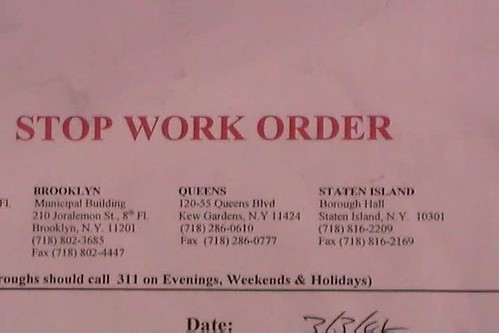 STOP WORK ORDER
BROOKLYN QUEENS STATEN ISLAND
Fl. Municipal Building 120-55 Queens Blvd Borough Hall
210 Joralemon St., 8th Fl. Kew Gardens, N.Y 11424 Staten Island, N.Y. 10301
Brooklyn, N.Y. 11201 (718) 286-0610 (718) 816-2209
(718) 802-3685 Fax (718) 286-0777 Fax (718) 816-2169
Fax (718) 802-4447
roughs should call 311 on Evenings, Weekends & Holidays)
Date: